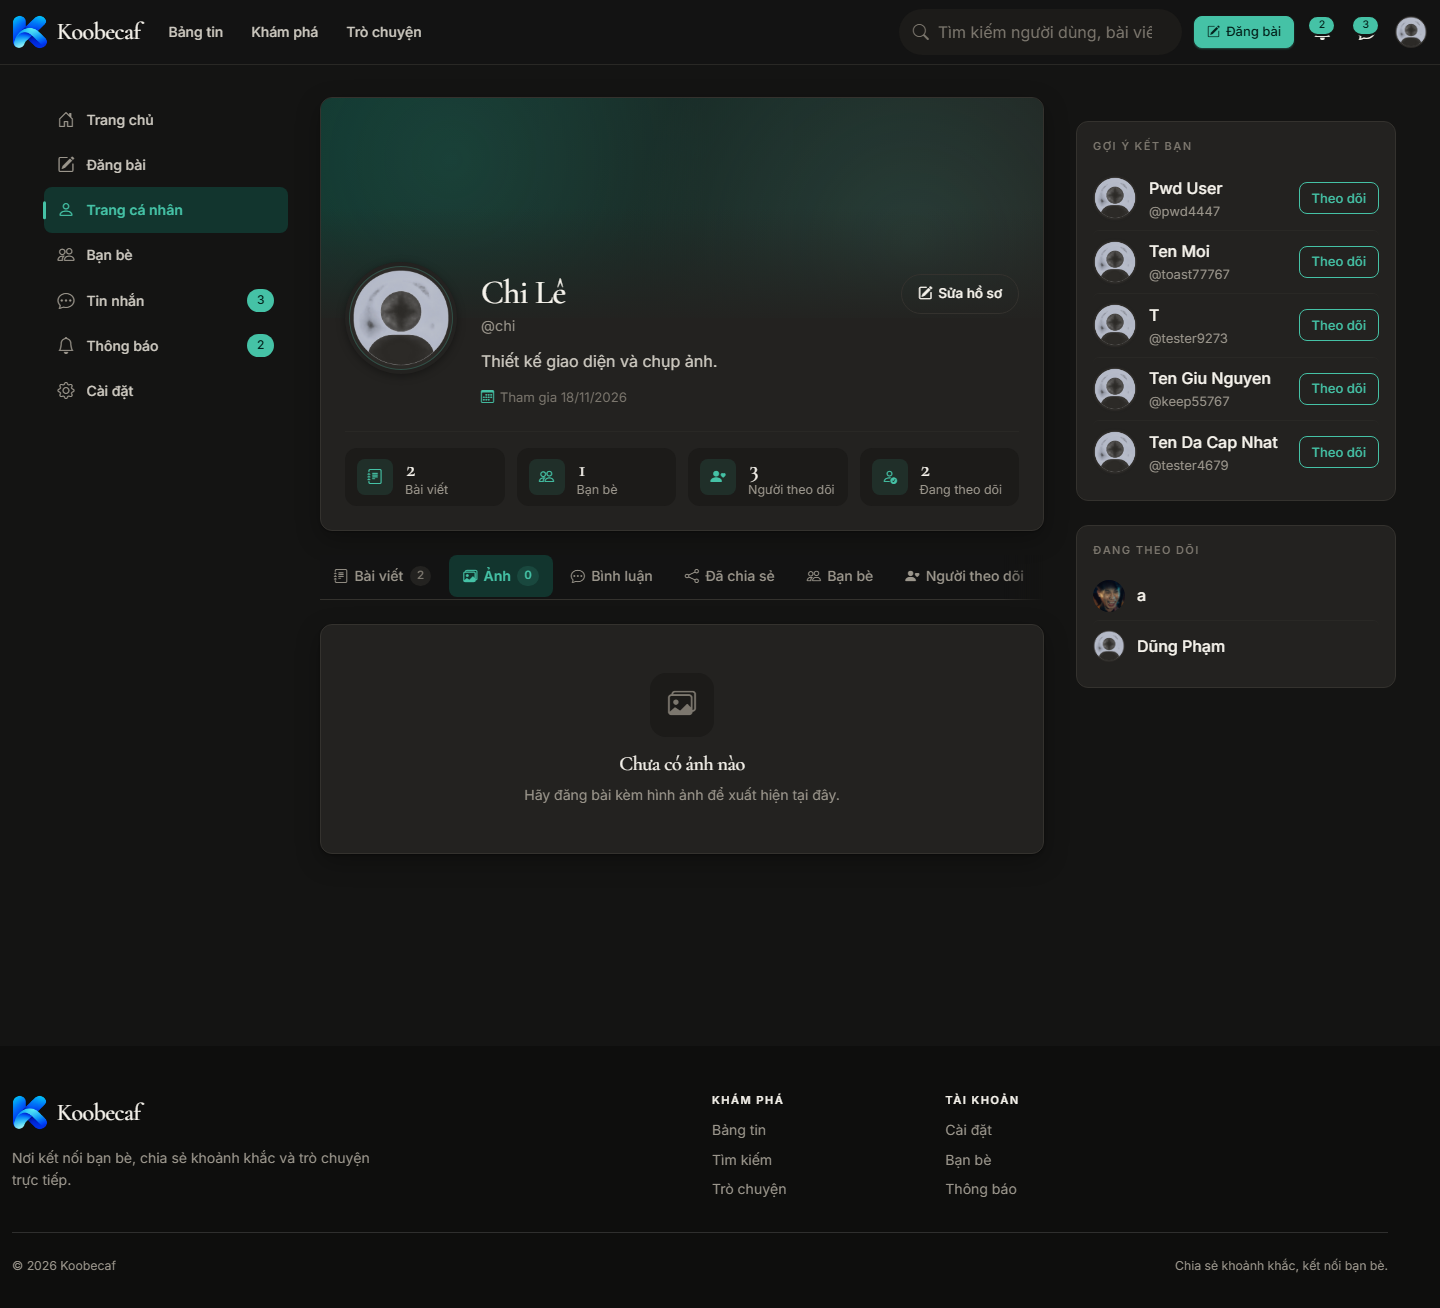 Koobecaf
Bảng tin
Khám phá
Trò chuyện
Tìm kiếm người dùng, bài viế
Đăng bài
2
3
Trang chủ
Đăng bài
Trang cá nhân
Bạn bè
Tin nhắn
3
Thông báo
2
Cài đặt
Chi Lê
@chi
Thiết kế giao diện và chụp ảnh.
Tham gia 18/11/2026
Sửa hồ sơ
2
Bài viết
1
Bạn bè
3
Người theo dõi
2
Đang theo dõi
Bài viết 2
Ảnh 0
Bình luận
Đã chia sẻ
Bạn bè
Người theo dõi
Chưa có ảnh nào
Hãy đăng bài kèm hình ảnh để xuất hiện tại đây.
GỢI Ý KẾT BẠN
Pwd User
@pwd4447
Theo dõi
Ten Moi
@toast77767
Theo dõi
T
@tester9273
Theo dõi
Ten Giu Nguyen
@keep55767
Theo dõi
Ten Da Cap Nhat
@tester4679
Theo dõi
ĐANG THEO DÕI
a
Dũng Phạm
Koobecaf
Nơi kết nối bạn bè, chia sẻ khoảnh khắc và trò chuyện
trực tiếp.
KHÁM PHÁ
Bảng tin
Tìm kiếm
Trò chuyện
TÀI KHOẢN
Cài đặt
Bạn bè
Thông báo
© 2026 Koobecaf
Chia sẻ khoảnh khắc, kết nối bạn bè.